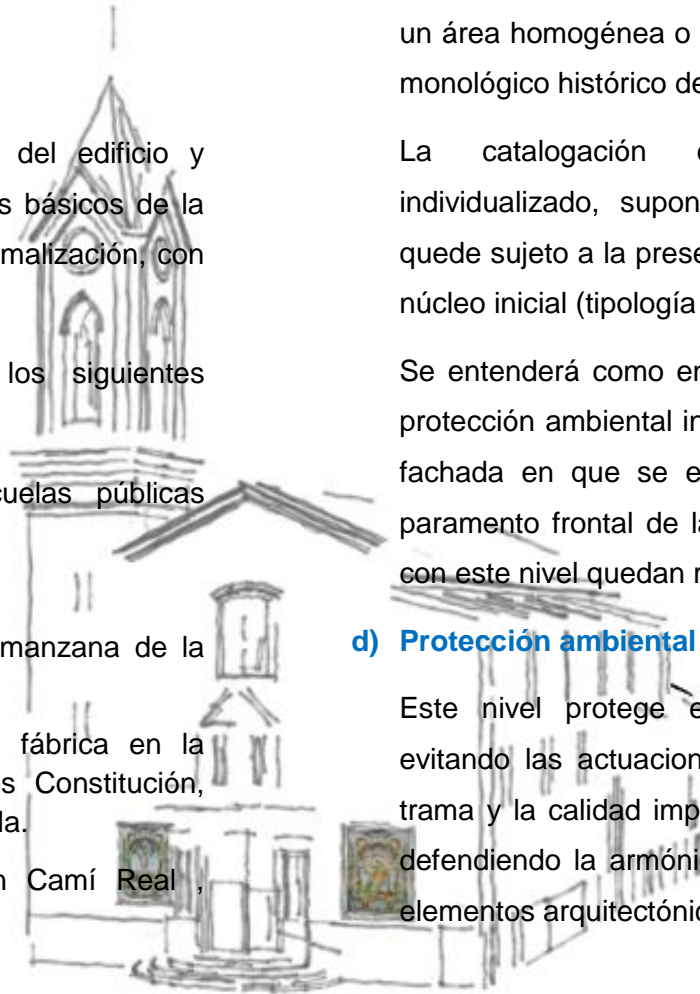 del edificio y
s básicos de la
malización, con
los siguientes
cuelas públicas
manzana de la
fábrica en la
s Constitución,
la.
n Camí Real ,
un área homogénea o
monológico histórico de
La catalogación
individualizado, supon
quede sujeto a la prese
núcleo inicial (tipología
Se entenderá como en
protección ambiental in
fachada en que se e
paramento frontal de la
con este nivel quedan r
d) Protección ambiental
Este nivel protege e
evitando las actuacion
trama y la calidad imp
defendiendo la armóni
elementos arquitectónic